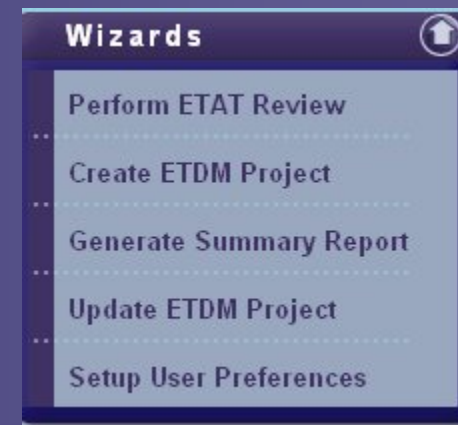 Wizards
Perform ETAT Review
Create ETDM Project
Generate Summary Report
Update ETDM Project
Setup User Preferences